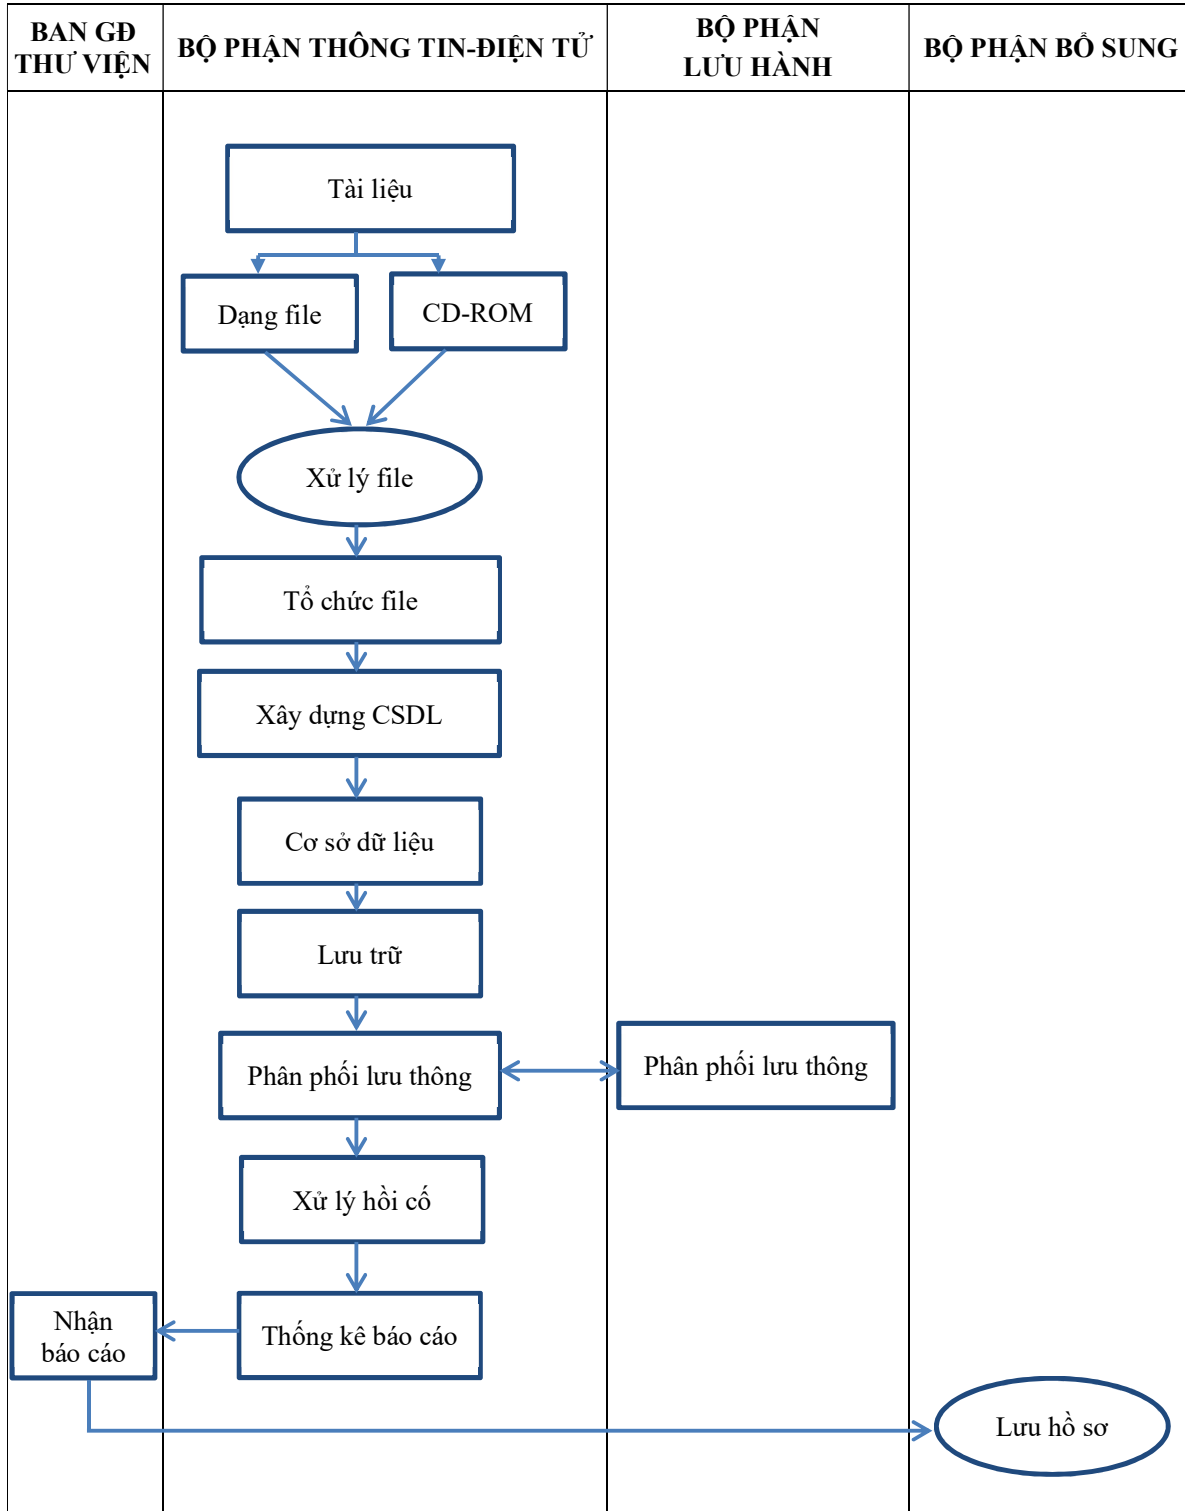 BAN GĐ
THƯ VIỆN
BỘ PHẬN THÔNG TIN-ĐIỆN TỬ
BỘ PHẬN
LƯU HÀNH
BỘ PHẬN BỔ SUNG
Tài liệu
Dạng file
CD-ROM
Xử lý file
Tổ chức file
Xây dựng CSDL
Cơ sở dữ liệu
Lưu trữ
Phân phối lưu thông
Phân phối lưu thông
Xử lý hồi cố
Nhận
báo cáo
Thống kê báo cáo
Lưu hồ sơ